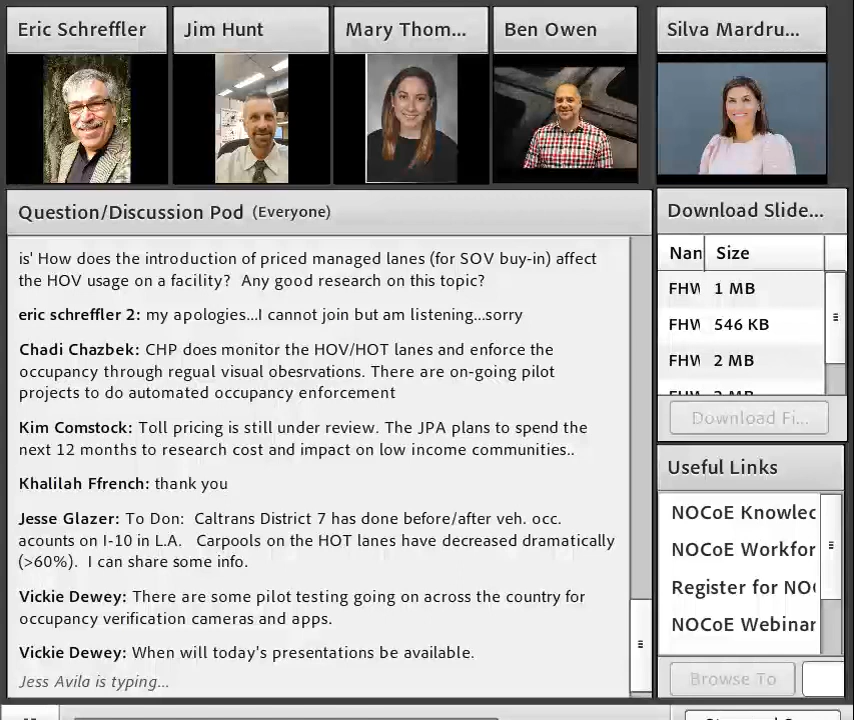 Eric Schreffler
Jim Hunt
Mary Thom...
Ben Owen
Silva Mardru...
Question/Discussion Pod (Everyone)
is' How does the introduction of priced managed lanes (for SOV buy-in) affect
the HOV usage on a facility? Any good research on this topic?
eric schreffler 2: my apologies...I cannot join but am listening...sorry
Chadi Chazbek: CHP does monitor the HOV/HOT lanes and enforce the
occupancy through regual visual obesrvations. There are on-going pilot
projects to do automated occupancy enforcement
Kim Comstock: Toll pricing is still under review. The JPA plans to spend the
next 12 months to research cost and impact on low income communities..
Khalilah Ffrench: thank you
Jesse Glazer: To Don: Caltrans District 7 has done before/after veh. occ.
acounts on I-10 in L.A. Carpools on the HOT lanes have decreased dramatically
(>60%). I can share some info.
Vickie Dewey: There are some pilot testing going on across the country for
occupancy verification cameras and apps.
Vickie Dewey: When will today's presentations be available.
Jess Avila is typing...
Download Slide...
Nan Size
FHW 1 MB
FHW 546 KB
FHW 2 MB
Download Fi...
Useful Links
NOCoE Knowlec
NOCoE Workfor
Register for NO
NOCoE Webinar
Browse To